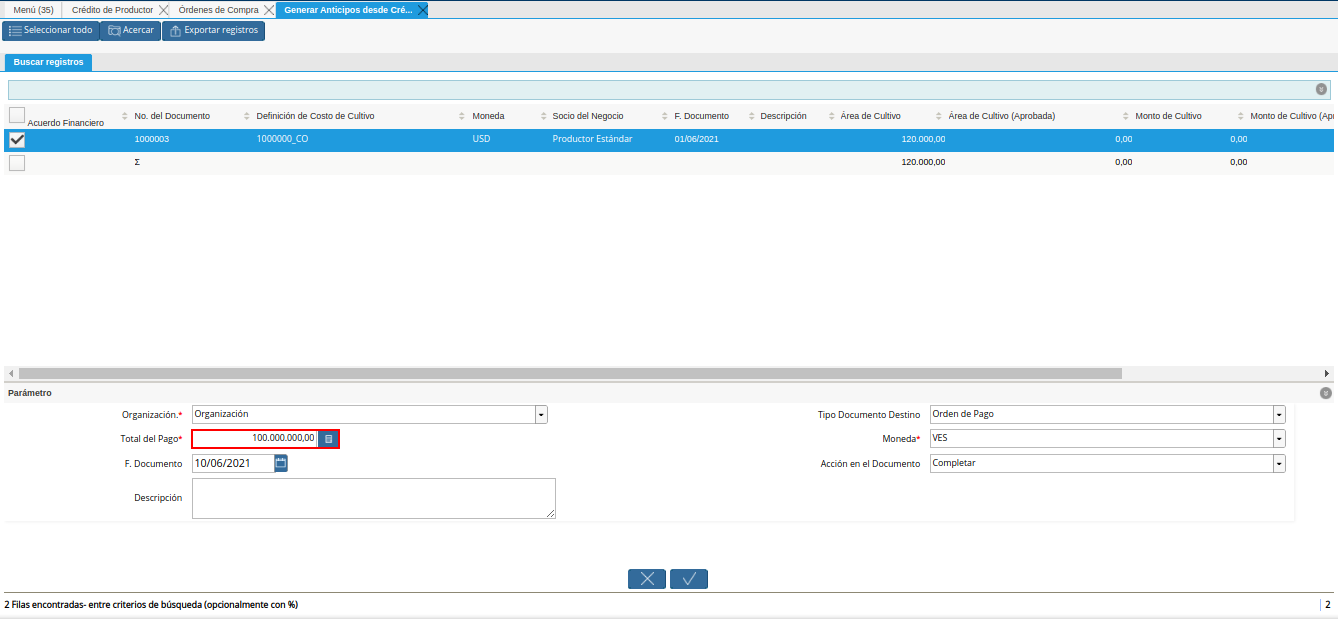 Menú (35) Crédito de Productor Órdenes de Compra Generar Anticipos desde Cré...
Seleccionar todo Acercar Exportar registros
Buscar registros
Acuerdo Financiero No. del Documento Definición de Costo de Cultivo Moneda Socio del Negocio F. Documento Descripción Área de Cultivo Área de Cultivo (Aprobada) Monto de Cultivo Monto de Cultivo (Apr
1000003 1000000_CO USD Productor Estándar 01/06/2021 120.000,00 0,00 0,00
Σ 120.000,00 0,00 0,00
Parámetro
Organización.* Organización Tipo Documento Destino Orden de Pago
Total del Pago* 100.000.000,00 Moneda* VES
F. Documento 10/06/2021 Acción en el Documento Completar
Descripción
2 Filas encontradas- entre criterios de búsqueda (opcionalmente con %) 2